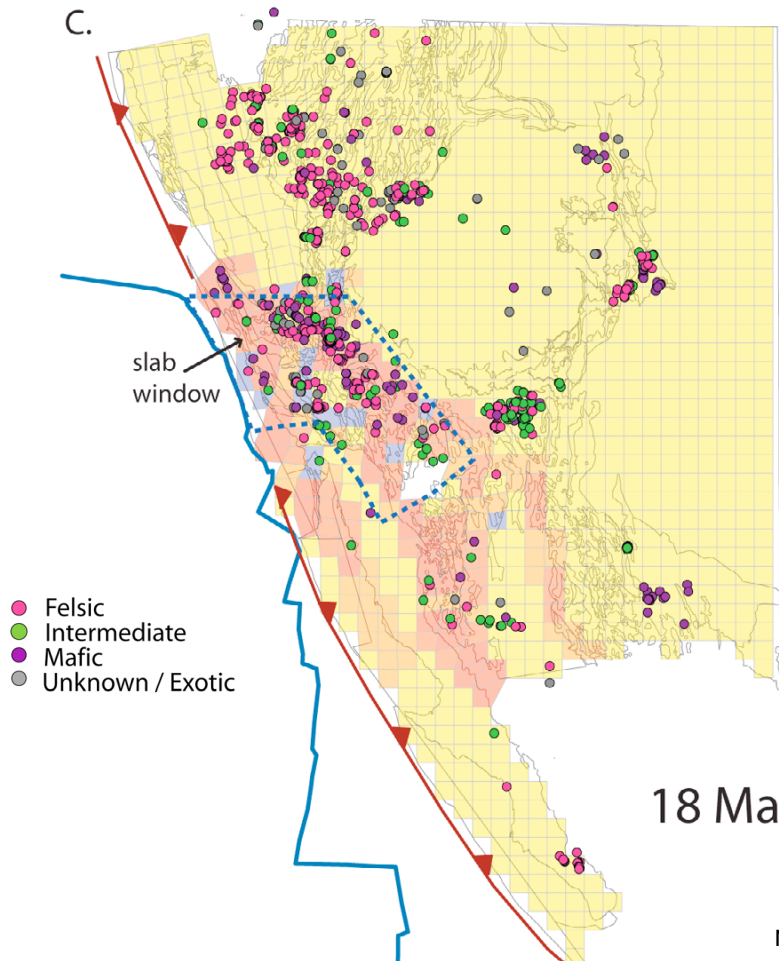 C.
slab
window
Felsic
Intermediate
Mafic
Unknown / Exotic
18 Ma